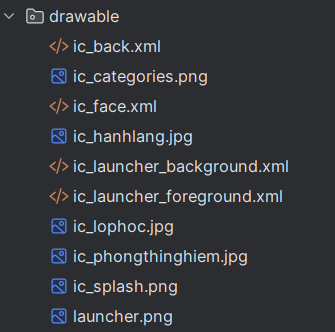 drawable
ic_back.xml
ic_categories.png
ic_face.xml
ic_hanhlang.jpg
ic_launcher_background.xml
ic_launcher_foreground.xml
ic_lophoc.jpg
ic_phongthinghiem.jpg
ic_splash.png
launcher.png